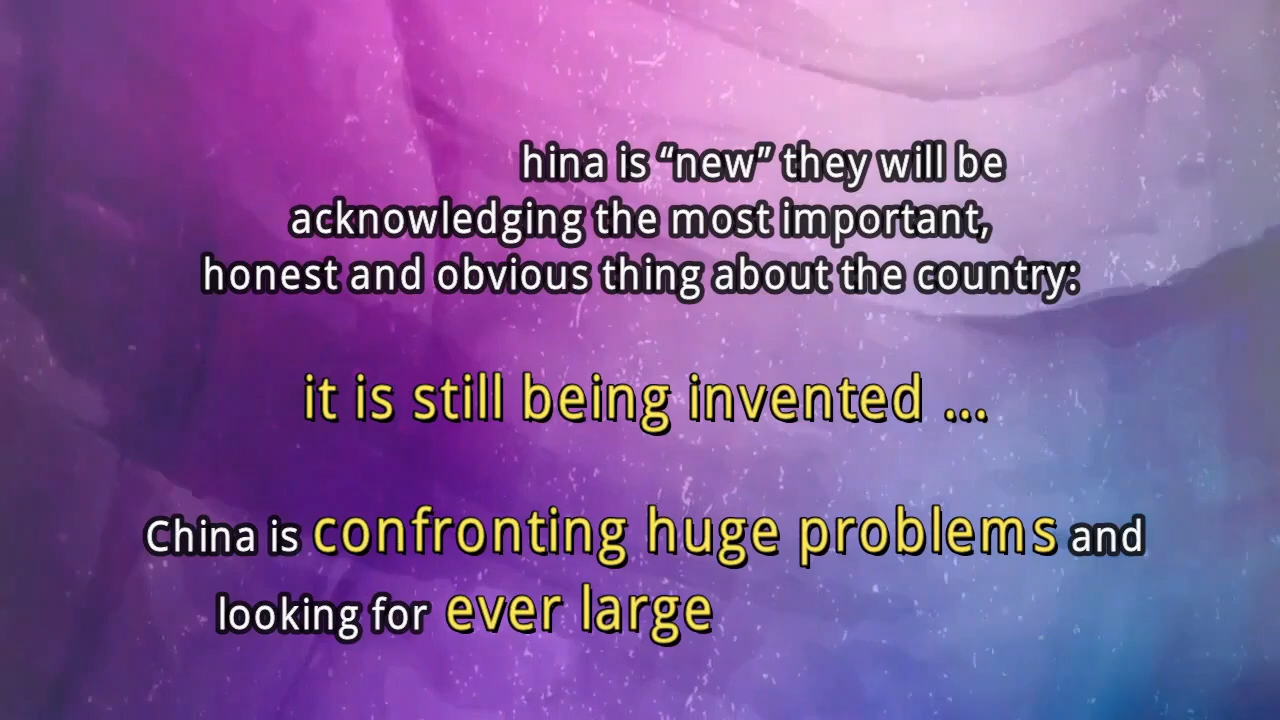 hina is “new” they will be
acknowledging the most important,
honest and obvious thing about the country:
it is still being invented ...
China is confronting huge problems and
looking for ever large